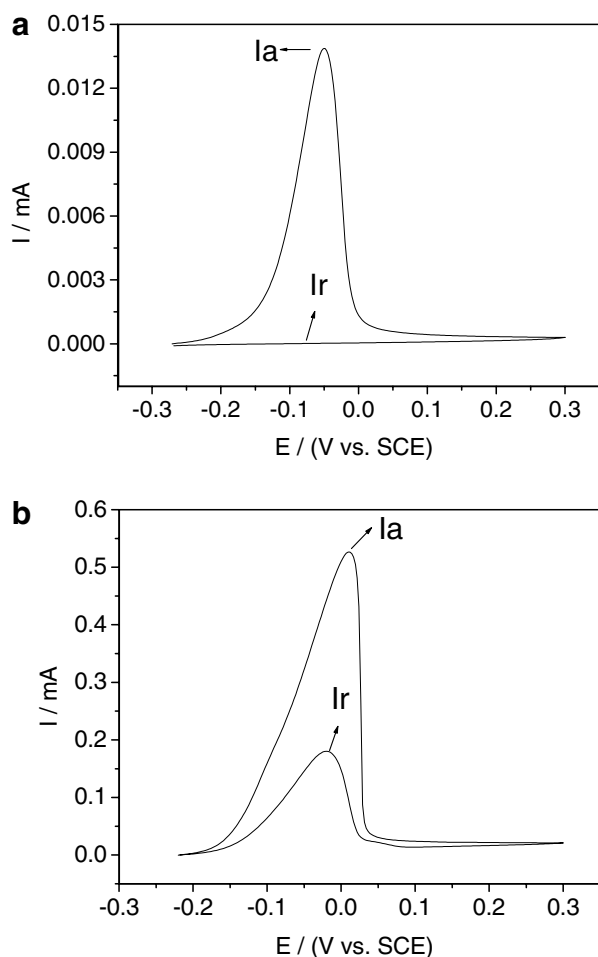 a
0.015
0.012
0.009
0.006
0.003
0.000
I / mA
Ia
Ir
-0.3 -0.2 -0.1 0.0 0.1 0.2 0.3
E / (V vs. SCE)
b
0.6
0.5
0.4
0.3
0.2
0.1
0.0
I / mA
Ia
Ir
-0.3 -0.2 -0.1 0.0 0.1 0.2 0.3
E / (V vs. SCE)